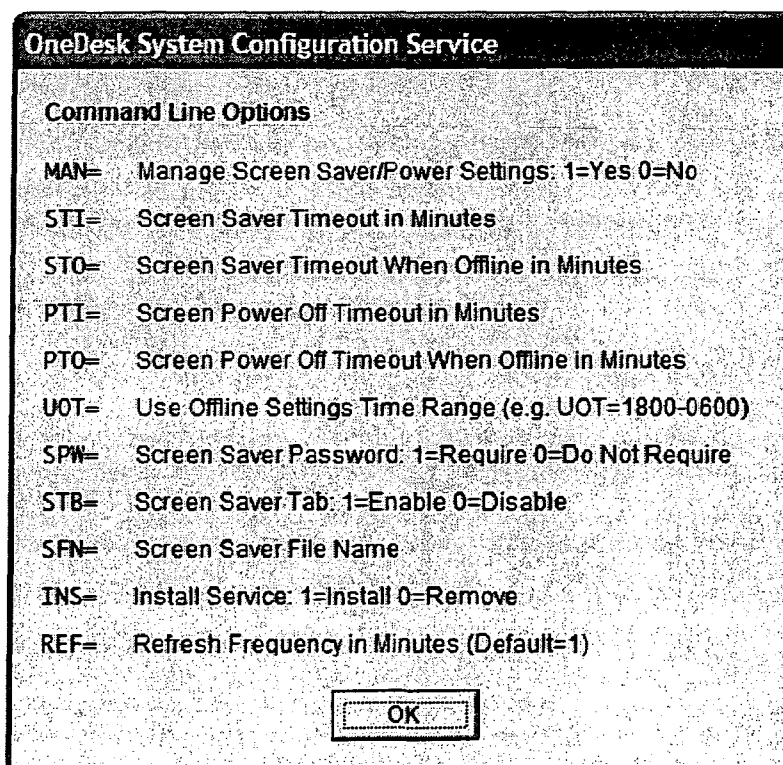 OneDesk System Configuration Service
Command Line Options
MAN= Manage Screen Saver/Power Settings: 1=Yes 0=No
STI= Screen Saver Timeout in Minutes
STO= Screen Saver Timeout When Offline in Minutes
PTI= Screen Power Off Timeout in Minutes
PTO= Screen Power Off Timeout When Offline in Minutes
UOT= Use Offline Settings Time Range (e.g. UOT=1800-0600)
SPW= Screen Saver Password: 1=Require 0=Do Not Require
STB= Screen Saver Tab: 1=Enable 0=Disable
SFN= Screen Saver File Name
INS= Install Service: 1=Install 0=Remove
REF= Refresh Frequency in Minutes (Default=1)
OK